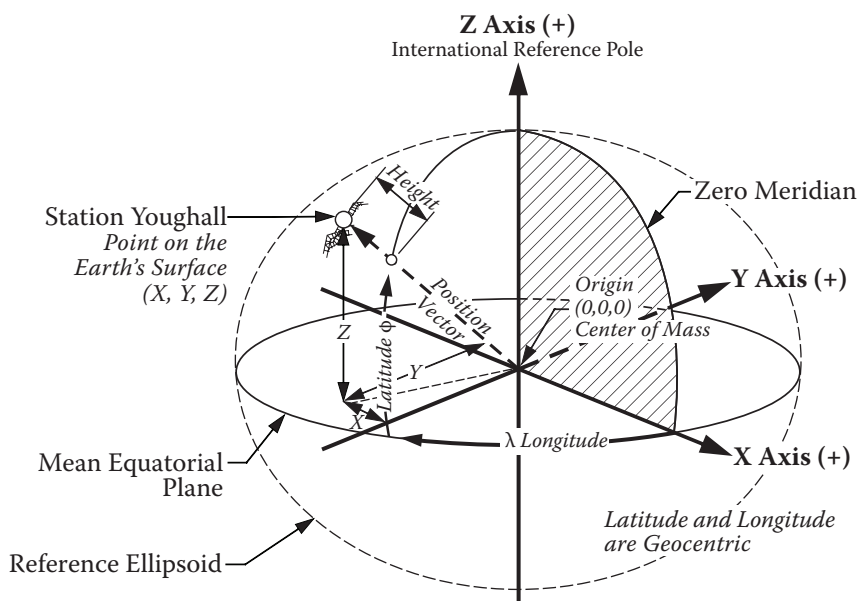 Z Axis (+)
International Reference Pole
Height
Zero Meridian
Station Youghall
Point on the
Earth's Surface
(X, Y, Z)
Y Axis (+)
Origin
(0,0,0)
Center of Mass
Position
Vector
Z
Latitude φ
Y
X
λ Longitude
X Axis (+)
Mean Equatorial
Plane
Latitude and Longitude
are Geocentric
Reference Ellipsoid